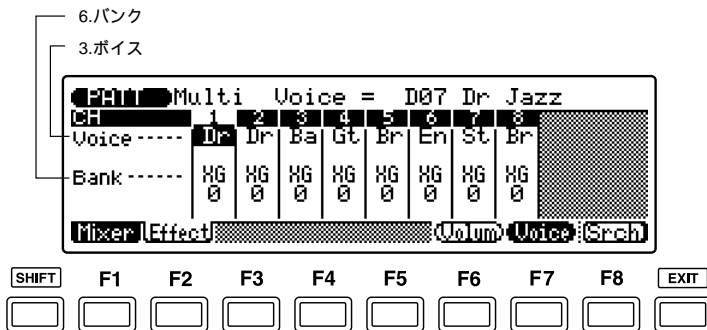 6.バンク
3.ボイス
PATT Multi Voice = D07 Dr Jazz
CH 1 2 3 4 5 6 7 8
Voice ----- Dr Dr Ba Gt Br En St Br
Bank ------ XG XG XG XG XG XG XG XG
0 0 0 0 0 0 0 0
Mixer Effect Volum Voice Srch
SHIFT F1 F2 F3 F4 F5 F6 F7 F8 EXIT